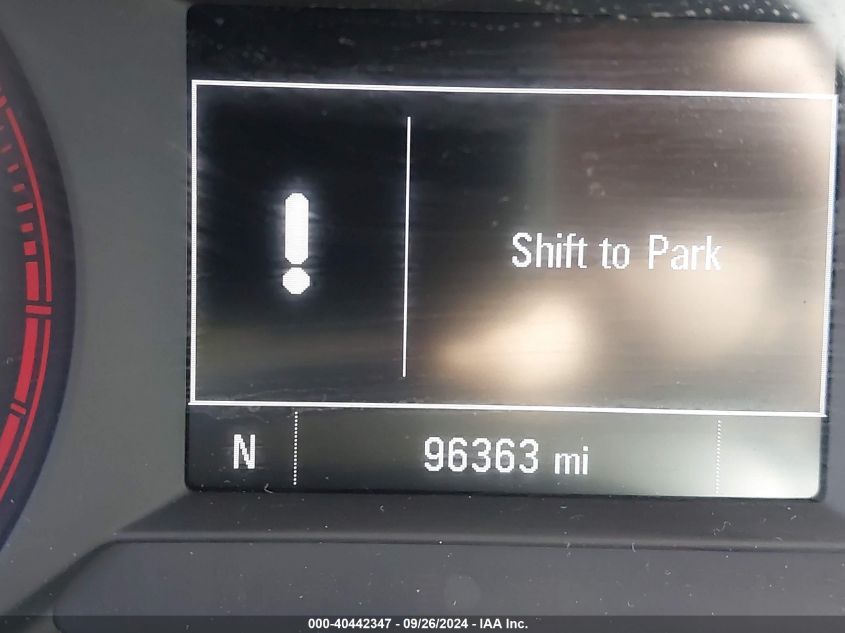 Shift to Park
N 96363 mi
000-40442347 - 09/26/2024 - IAA Inc.